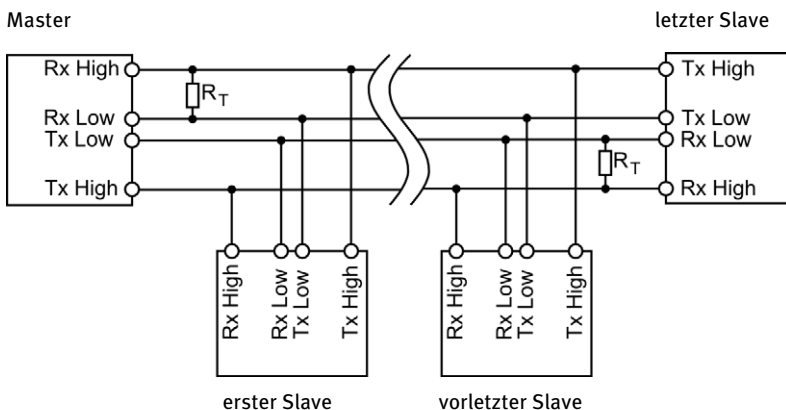 Master
letzter Slave
Rx High
Tx High
RT
Rx Low
Tx Low
Tx Low
Rx Low
RT
Tx High
Rx High
Rx High
Rx Low
Tx Low
Tx High
Rx High
Rx Low
Tx Low
Tx High
erster Slave
vorletzter Slave